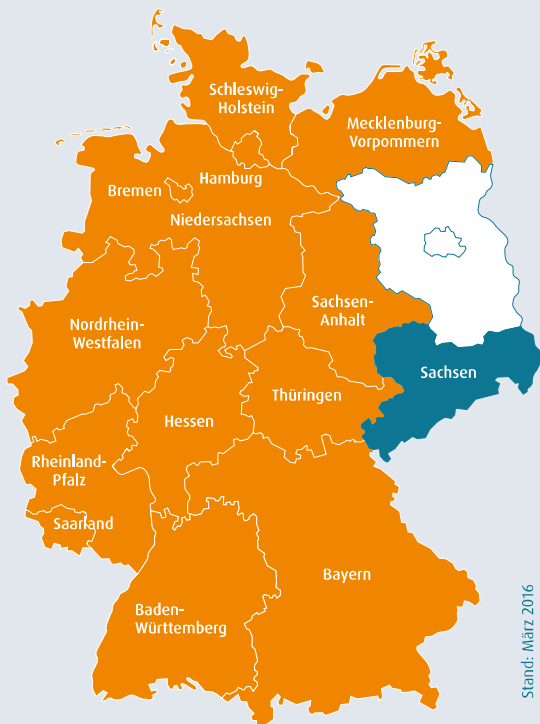 Schleswig-
Holstein
Mecklenburg-
Vorpommern
Hamburg
Bremen
Niedersachsen
Sachsen-
Anhalt
Nordrhein-
Westfalen
Sachsen
Thüringen
Hessen
Rheinland-
Pfalz
Saarland
Bayern
Baden-
Württemberg
Stand: März 2016